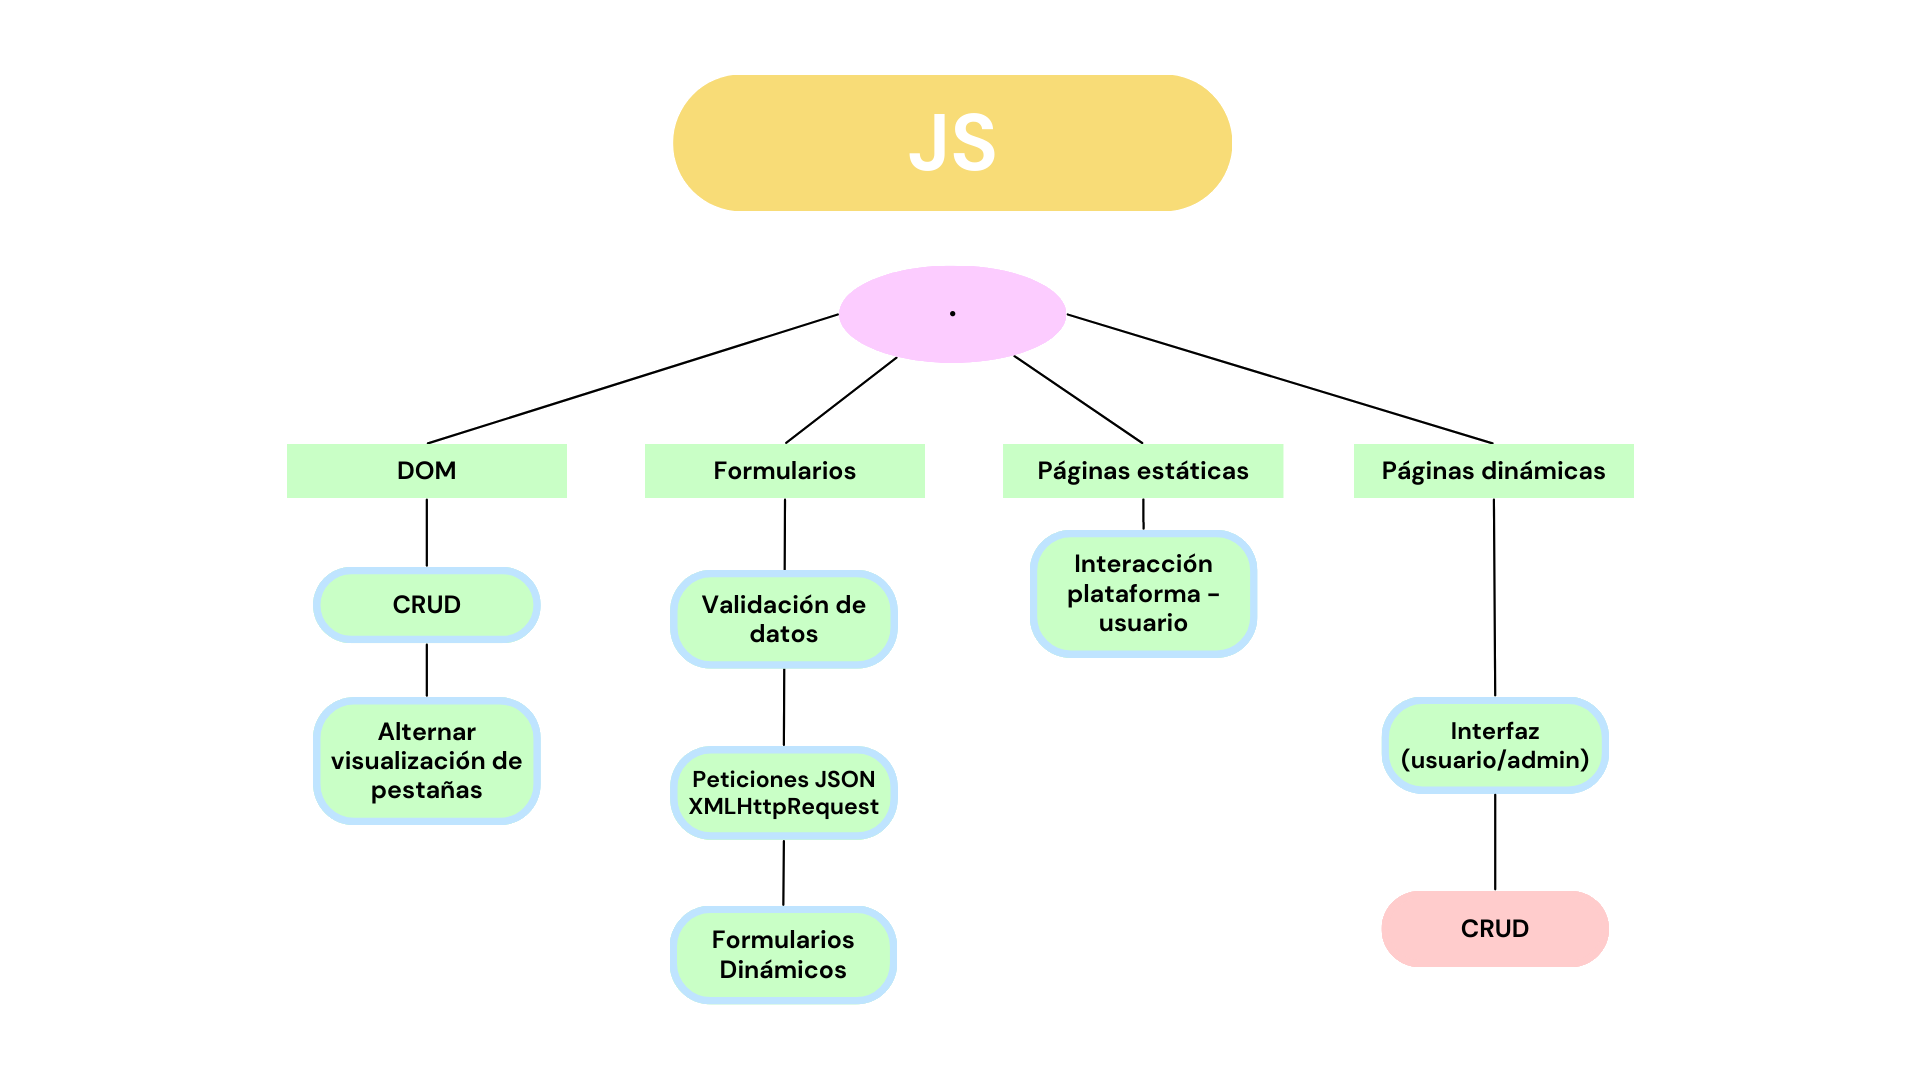 JS
.
DOM
Formularios
Páginas estáticas
Páginas dinámicas
CRUD
Alternar
visualización de
pestañas
Validación de
datos
Peticiones JSON
XMLHttpRequest
Formularios
Dinámicos
Interacción
plataforma -
usuario
Interfaz
(usuario/admin)
CRUD